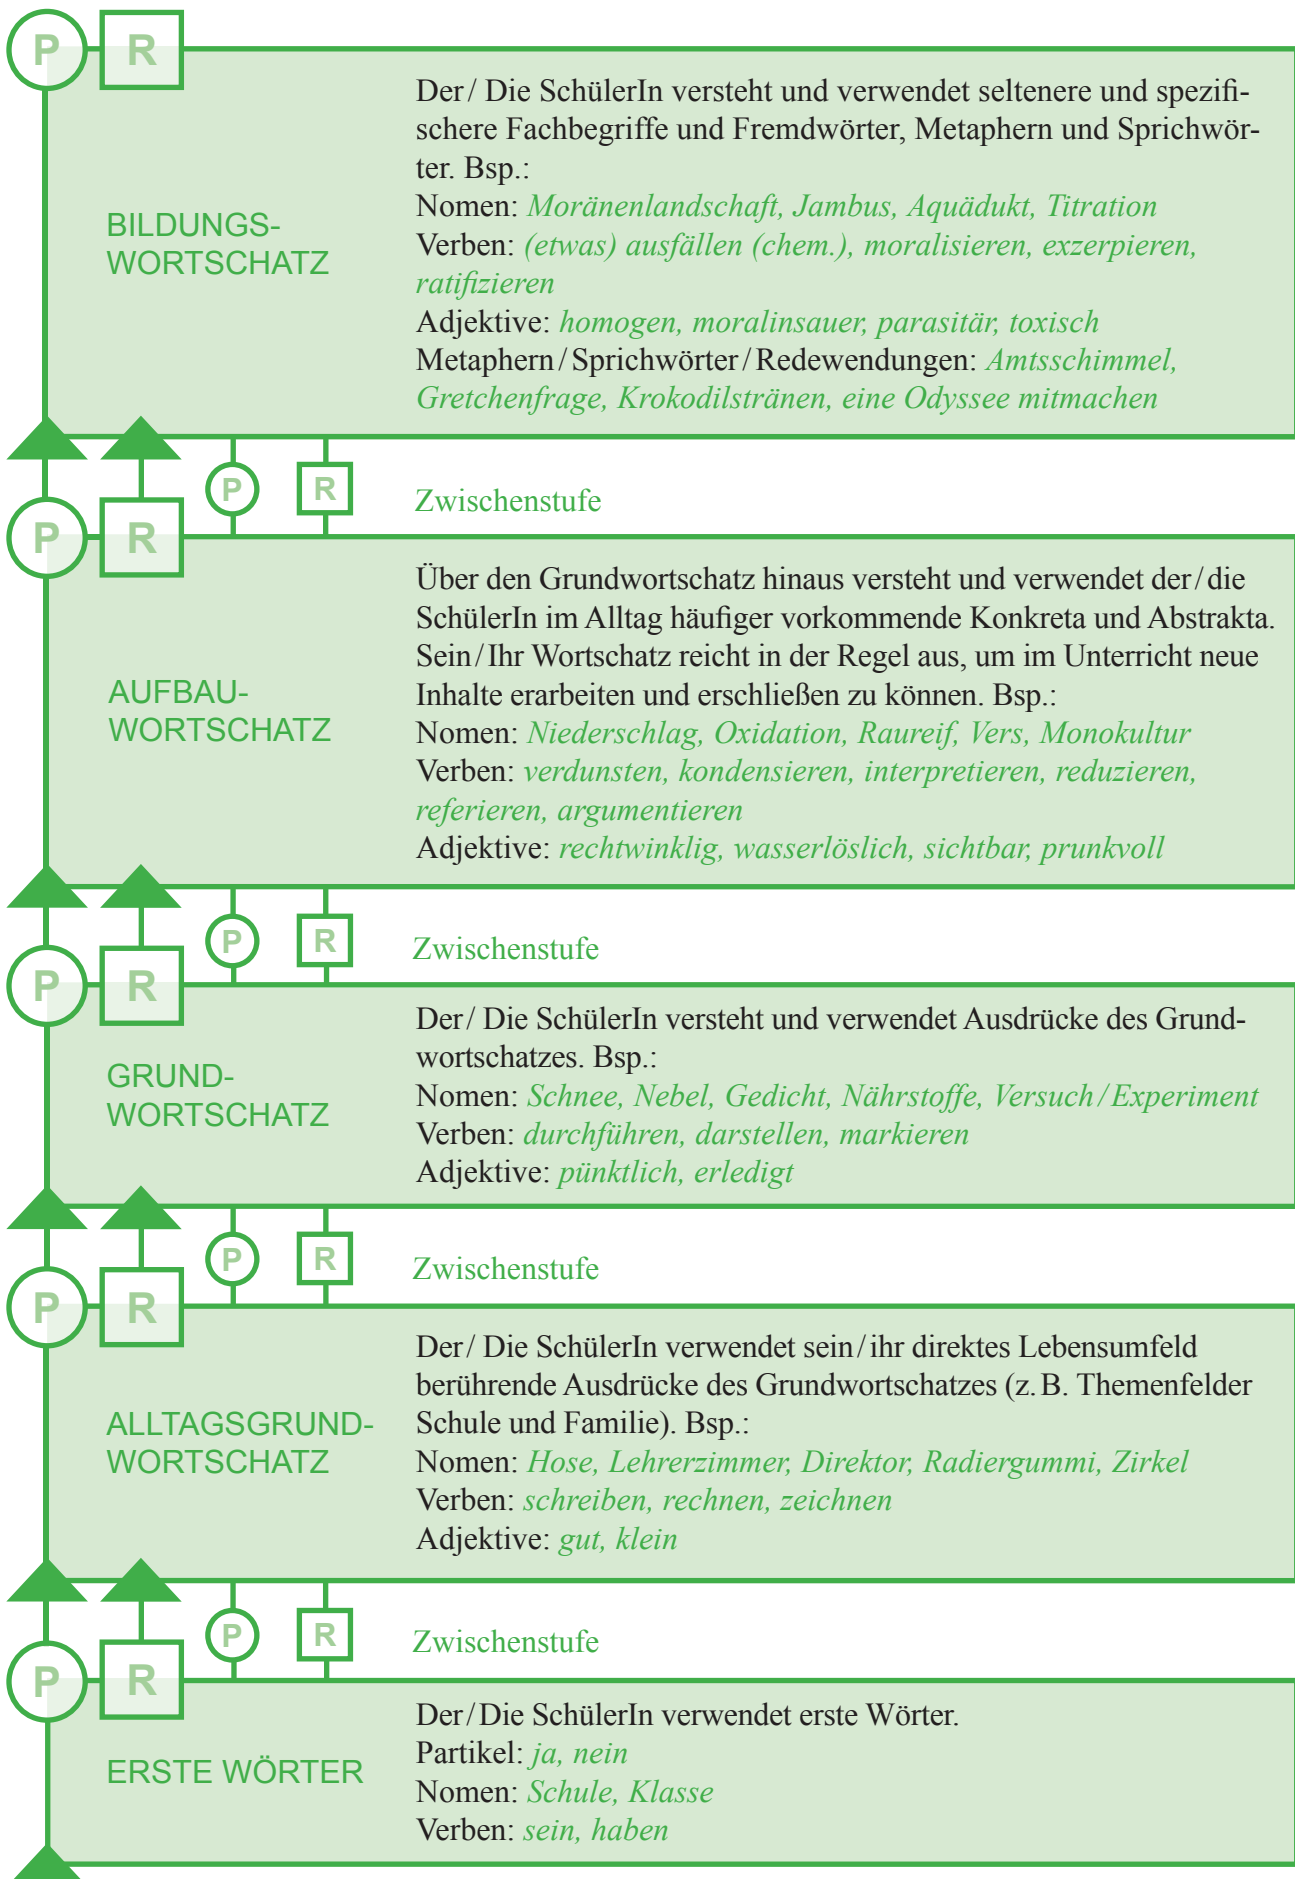 P R
Der / Die SchülerIn versteht und verwendet seltenere und spezifi-
schere Fachbegriffe und Fremdwörter, Metaphern und Sprichwör-
ter. Bsp.:
BILDUNGS-
WORTSCHATZ
Nomen: Moränenlandschaft, Jambus, Aquädukt, Titration
Verben: (etwas) ausfällen (chem.), moralisieren, exzerpieren,
ratifizieren
Adjektive: homogen, moralinsauer, parasitär, toxisch
Metaphern / Sprichwörter / Redewendungen: Amtsschimmel,
Gretchenfrage, Krokodilstränen, eine Odyssee mitmachen
P R Zwischenstufe
P R
Über den Grundwortschatz hinaus versteht und verwendet der / die
SchülerIn im Alltag häufiger vorkommende Konkreta und Abstrakta.
Sein / Ihr Wortschatz reicht in der Regel aus, um im Unterricht neue
Inhalte erarbeiten und erschließen zu können. Bsp.:
AUFBAU-
WORTSCHATZ
Nomen: Niederschlag, Oxidation, Raureif, Vers, Monokultur
Verben: verdunsten, kondensieren, interpretieren, reduzieren,
referieren, argumentieren
Adjektive: rechtwinklig, wasserlöslich, sichtbar, prunkvoll
P R Zwischenstufe
P R
Der / Die SchülerIn versteht und verwendet Ausdrücke des Grund-
wortschatzes. Bsp.:
GRUND-
WORTSCHATZ
Nomen: Schnee, Nebel, Gedicht, Nährstoffe, Versuch / Experiment
Verben: durchführen, darstellen, markieren
Adjektive: pünktlich, erledigt
P R Zwischenstufe
P R
Der / Die SchülerIn verwendet sein / ihr direktes Lebensumfeld
berührende Ausdrücke des Grundwortschatzes (z. B. Themenfelder
Schule und Familie). Bsp.:
ALLTAGSGRUND-
WORTSCHATZ
Nomen: Hose, Lehrerzimmer, Direktor, Radiergummi, Zirkel
Verben: schreiben, rechnen, zeichnen
Adjektive: gut, klein
P R Zwischenstufe
P R
Der / Die SchülerIn verwendet erste Wörter.
ERSTE WÖRTER
Partikel: ja, nein
Nomen: Schule, Klasse
Verben: sein, haben